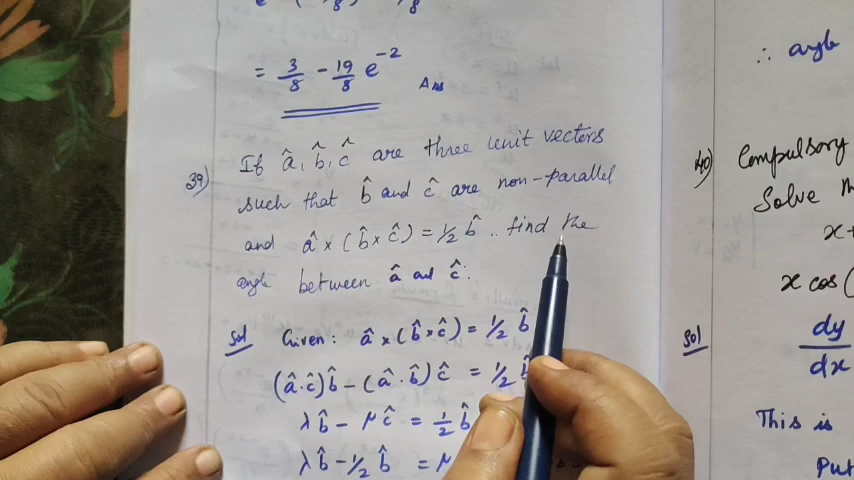 = 3/8 - 19/8 e⁻² Ans
39) If â, b̂, ĉ are three unit vectors
such that b̂ and ĉ are non-parallel
and â × (b̂ × ĉ) = 1/2 b̂ .. find the
angle between â and ĉ.
Sol Given: â × (b̂ × ĉ) = 1/2 b̂
(â.ĉ)b̂ - (â.b̂)ĉ = 1/2 b̂
λb̂ - μĉ = 1/2 b̂
λb̂ - 1/2 b̂ = μ
∴ angle
40) Compulsory
Solve
x+
x cos(
Sol dy/dx
This is
Put